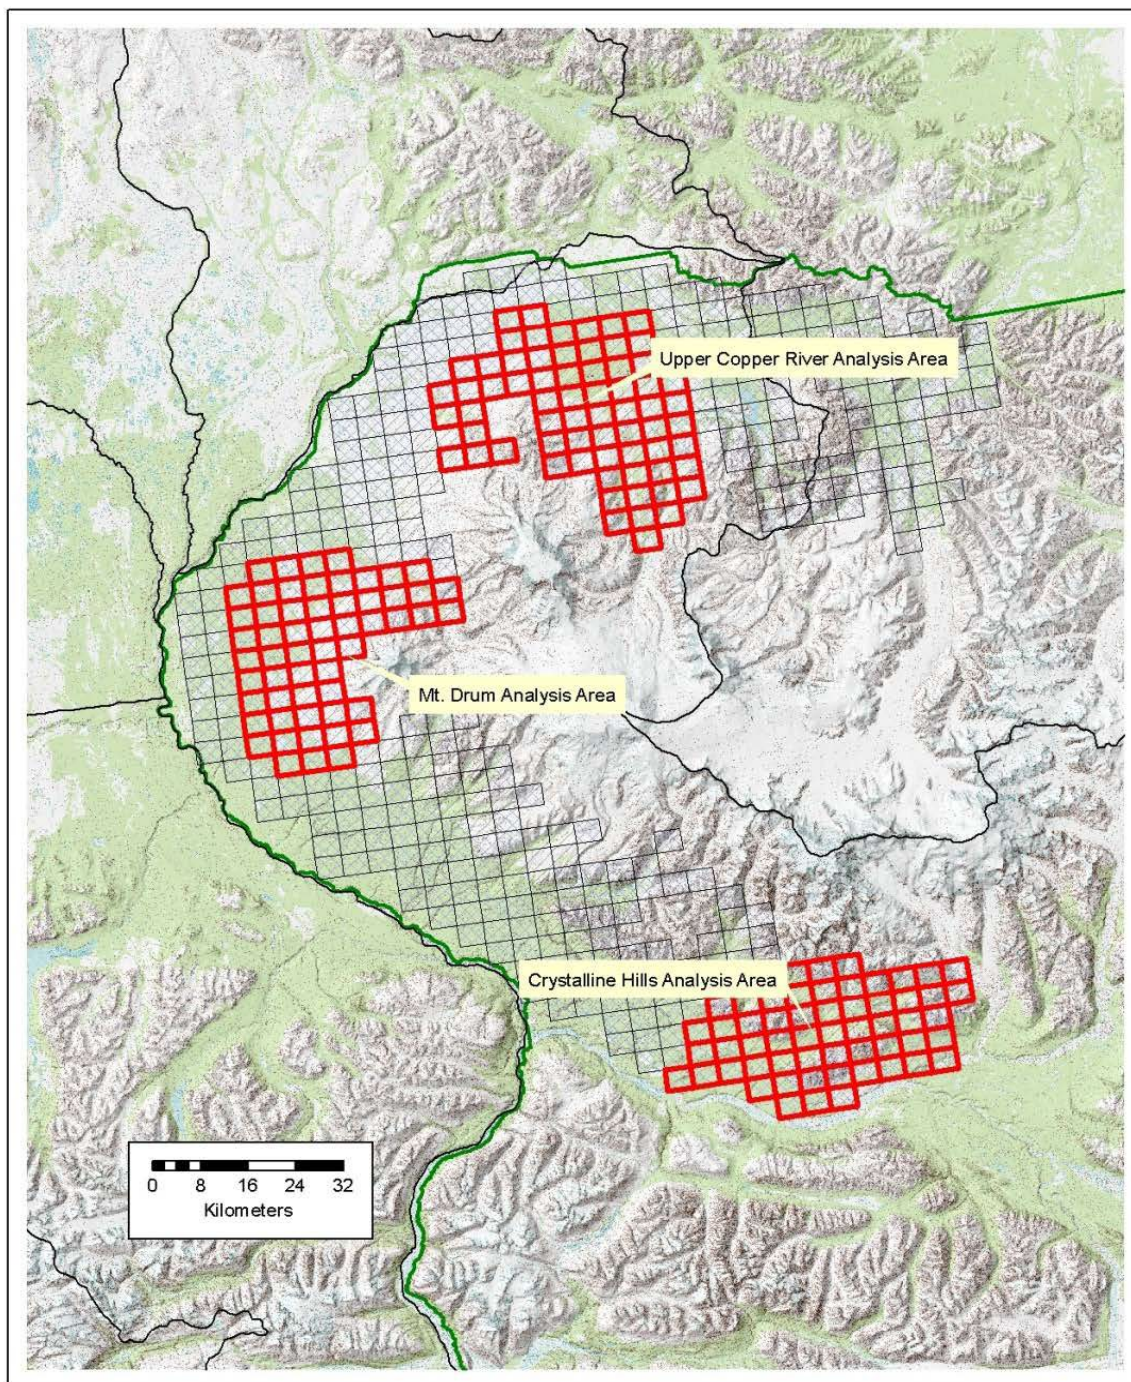 Upper Copper River Analysis Area
Mt. Drum Analysis Area
Crystalline Hills Analysis Area
0 8 16 24 32
Kilometers